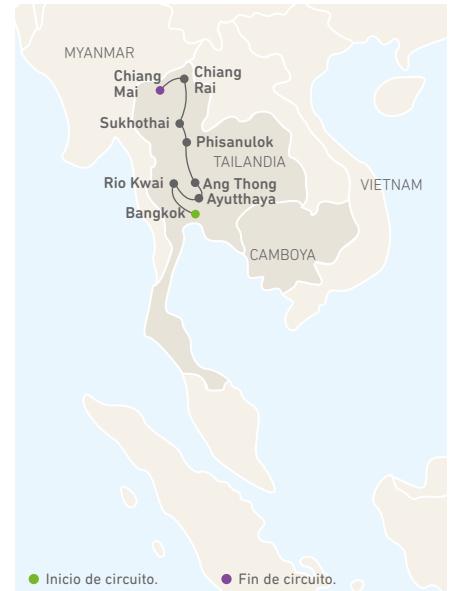 MYANMAR
Chiang
Mai
Chiang
Rai
Sukhothai
Phisanulok
TAILANDIA
Rio Kwai
Ang Thong
Ayutthaya
VIETNAM
Bangkok
CAMBOYA
Inicio de circuito.
Fin de circuito.